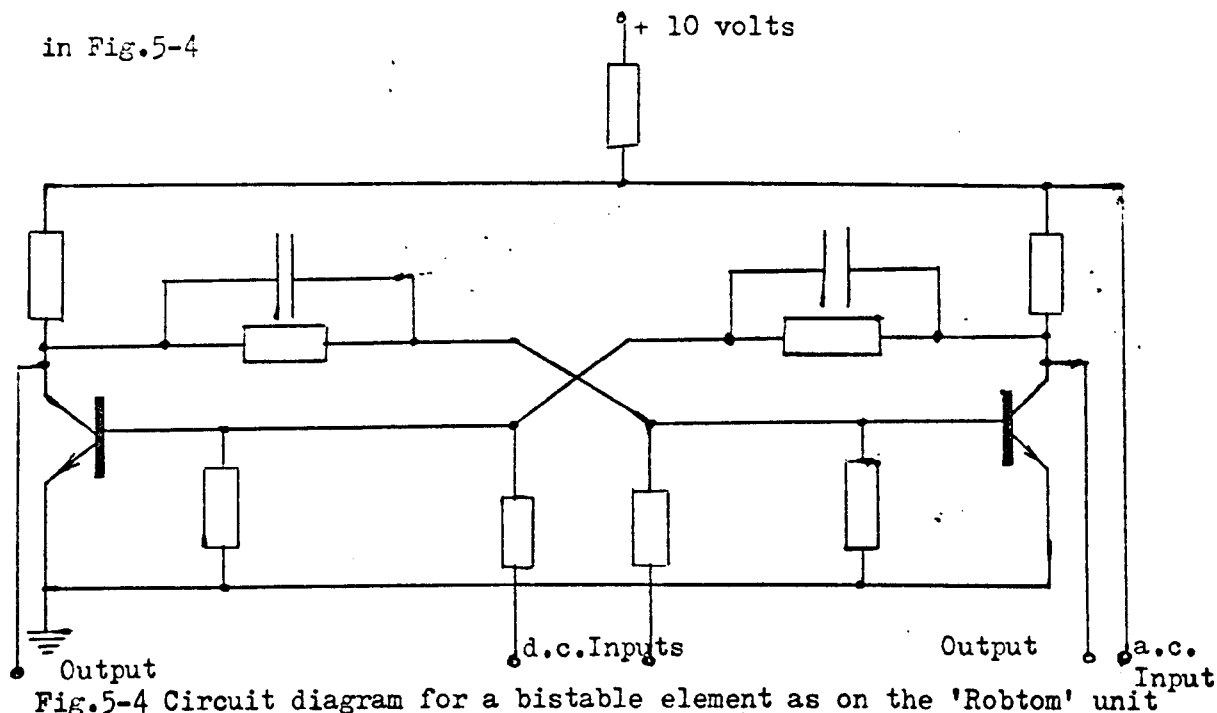 in Fig.5-4
+ 10 volts
d.c.Inputs
Output
Output
a.c.
Input
Fig.5-4 Circuit diagram for a bistable element as on the 'Robtom' unit